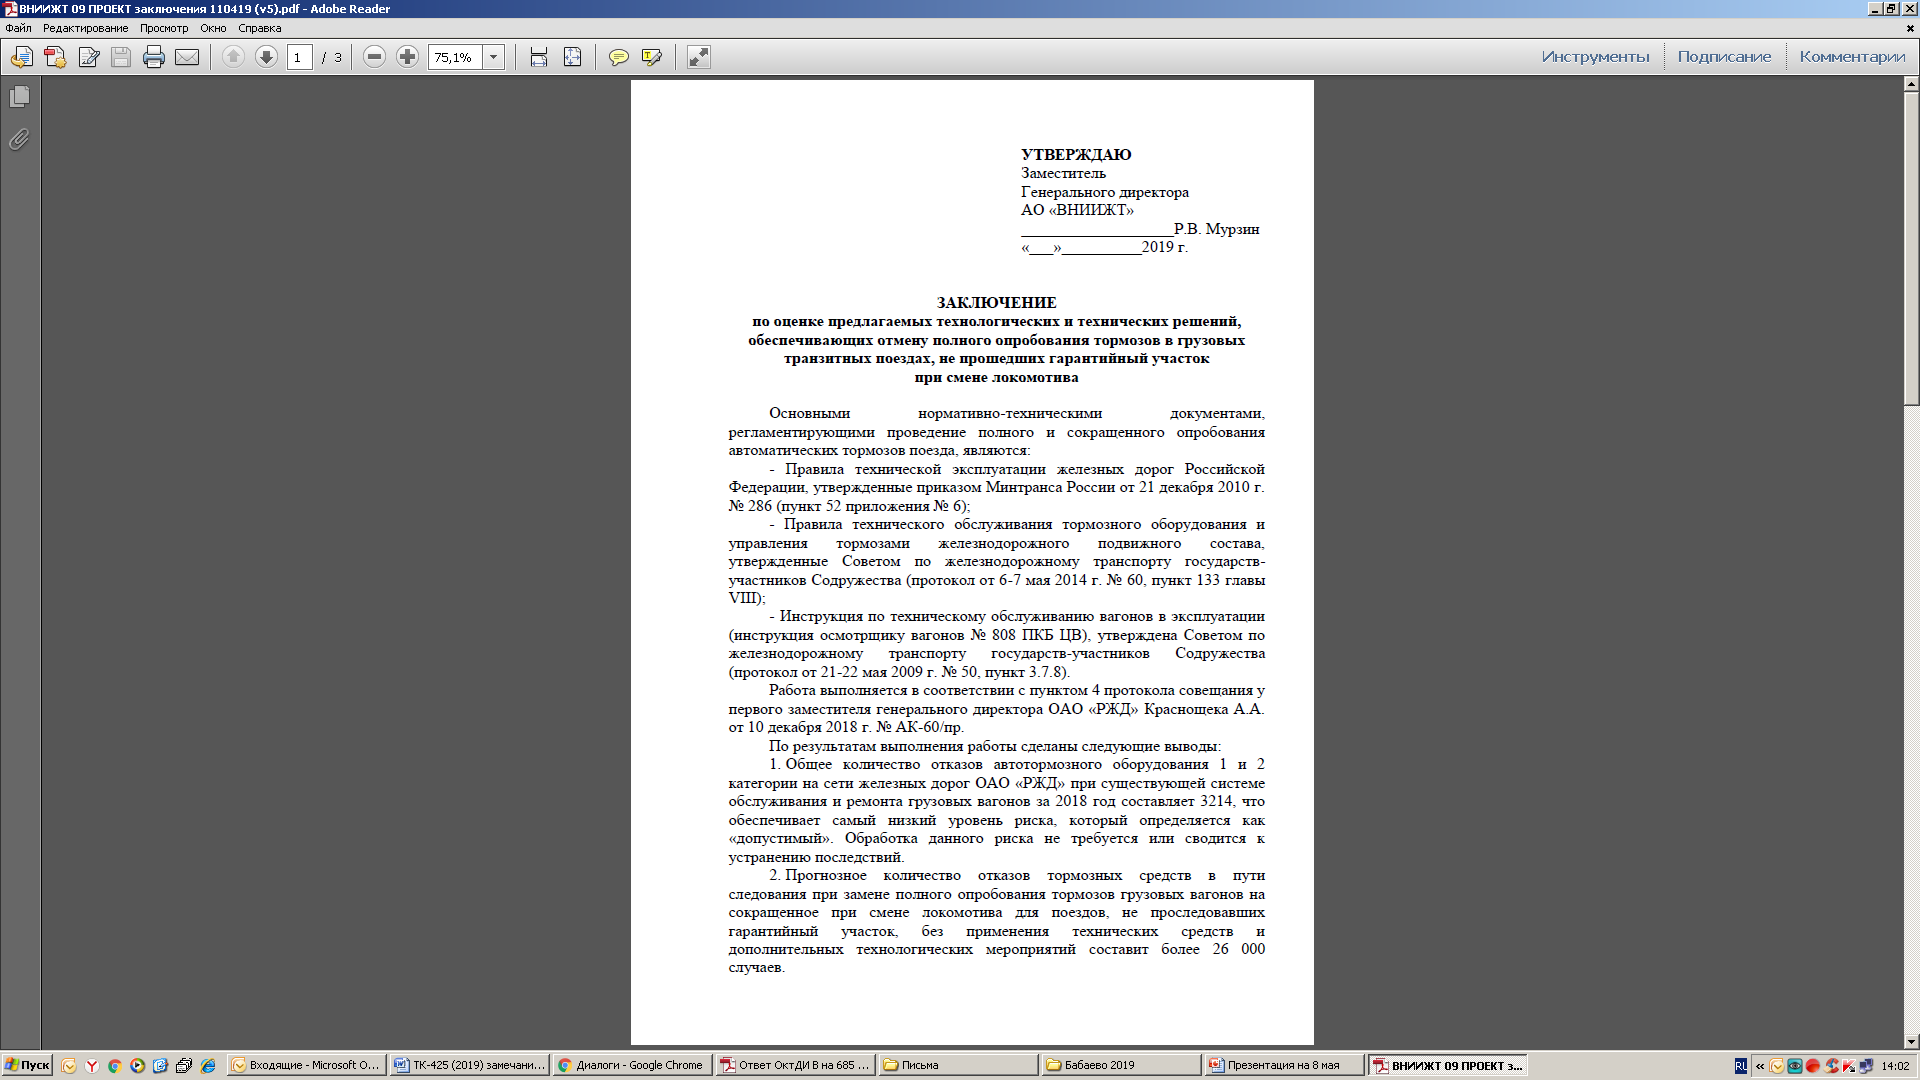 ВНИИЖТ 09 ПРОЕКТ заключения 110419 (v5).pdf - Adobe Reader
Файл Редактирование Просмотр Окно Справка
1 / 3 75,1% Инструменты Подписание Комментарии
УТВЕРЖДАЮ
Заместитель
Генерального директора
АО «ВНИИЖТ»
___________________Р.В. Мурзин
«___»__________2019 г.
ЗАКЛЮЧЕНИЕ
по оценке предлагаемых технологических и технических решений,
обеспечивающих отмену полного опробования тормозов в грузовых
транзитных поездах, не прошедших гарантийный участок
при смене локомотива
Основными нормативно-техническими документами,
регламентирующими проведение полного и сокращенного опробования
автоматических тормозов поезда, являются:
- Правила технической эксплуатации железных дорог Российской
Федерации, утвержденные приказом Минтранса России от 21 декабря 2010 г.
№ 286 (пункт 52 приложения № 6);
- Правила технического обслуживания тормозного оборудования и
управления тормозами железнодорожного подвижного состава,
утвержденные Советом по железнодорожному транспорту государств-
участников Содружества (протокол от 6-7 мая 2014 г. № 60, пункт 133 главы
VIII);
- Инструкция по техническому обслуживанию вагонов в эксплуатации
(инструкция осмотрщику вагонов № 808 ПКБ ЦВ), утверждена Советом по
железнодорожному транспорту государств-участников Содружества
(протокол от 21-22 мая 2009 г. № 50, пункт 3.7.8).
Работа выполняется в соответствии с пунктом 4 протокола совещания у
первого заместителя генерального директора ОАО «РЖД» Краснощека А.А.
от 10 декабря 2018 г. № АК-60/пр.
По результатам выполнения работы сделаны следующие выводы:
1. Общее количество отказов автотормозного оборудования 1 и 2
категории на сети железных дорог ОАО «РЖД» при существующей системе
обслуживания и ремонта грузовых вагонов за 2018 год составляет 3214, что
обеспечивает самый низкий уровень риска, который определяется как
«допустимый». Обработка данного риска не требуется или сводится к
устранению последствий.
2. Прогнозное количество отказов тормозных средств в пути
следования при замене полного опробования тормозов грузовых вагонов на
сокращенное при смене локомотива для поездов, не проследовавших
гарантийный участок, без применения технических средств и
дополнительных технологических мероприятий составит более 26 000
случаев.
Пуск Входящие - Microsoft O... ТК-425 (2019) замечани... Диалоги - Google Chrome Ответ ОктДИ В на 685 ... Письма Бабаево 2019 Презентация на 8 мая ВНИИЖТ 09 ПРОЕКТ з... RU « 14:02